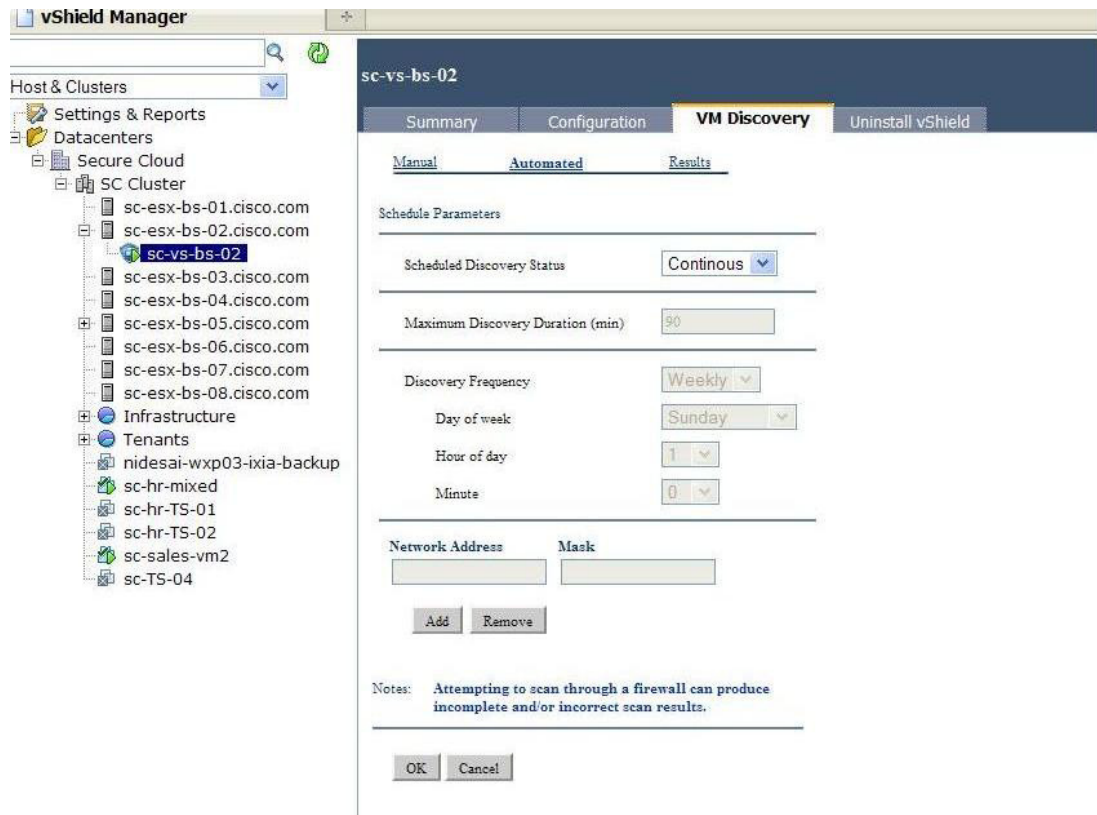 vShield Manager
Host & Clusters
Settings & Reports
Datacenters
Secure Cloud
SC Cluster
sc-esx-bs-01.cisco.com
sc-esx-bs-02.cisco.com
sc-vs-bs-02
sc-esx-bs-03.cisco.com
sc-esx-bs-04.cisco.com
sc-esx-bs-05.cisco.com
sc-esx-bs-06.cisco.com
sc-esx-bs-07.cisco.com
sc-esx-bs-08.cisco.com
Infrastructure
Tenants
nidesai-wxp03-ixia-backup
sc-hr-mixed
sc-hr-TS-01
sc-hr-TS-02
sc-sales-vm2
sc-TS-04
sc-vs-bs-02
Summary Configuration VM Discovery Uninstall vShield
Manual Automated Results
Schedule Parameters
Scheduled Discovery Status Continous
Maximum Discovery Duration (min) 90
Discovery Frequency Weekly
Day of week Sunday
Hour of day 1
Minute 0
Network Address Mask
Add Remove
Notes: Attempting to scan through a firewall can produce
incomplete and/or incorrect scan results.
OK Cancel